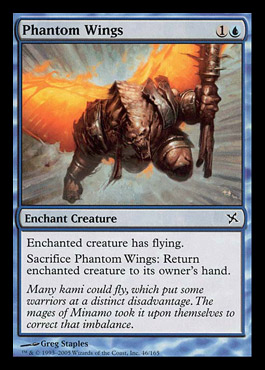 Phantom Wings 1
Enchant Creature
Enchanted creature has flying.
Sacrifice Phantom Wings: Return
enchanted creature to its owner's hand.
Many kami could fly, which put some
warriors at a distinct disadvantage. The
mages of Minamo took it upon themselves to
correct that imbalance.
Greg Staples
™ & © 1993–2005 Wizards of the Coast, Inc. 46/165